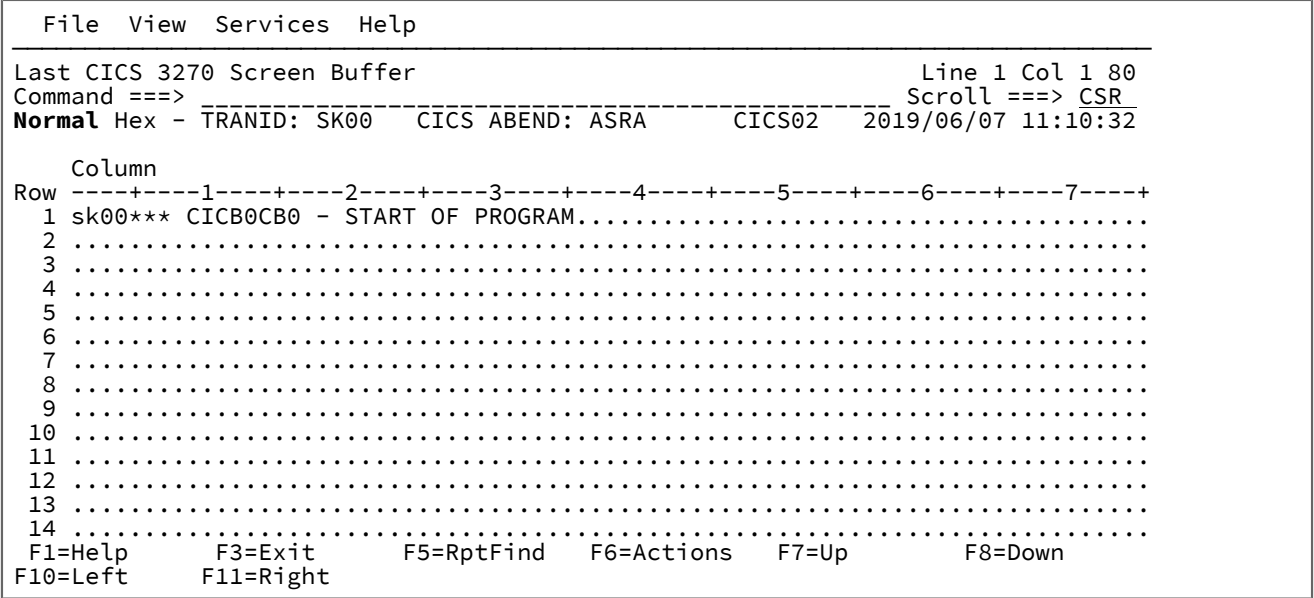 File  View  Services  Help
Last CICS 3270 Screen Buffer                                   Line 1 Col 1 80
Command ===> ________________________________________________ Scroll ===> CSR
Normal Hex - TRANID: SK00   CICS ABEND: ASRA      CICS02   2019/06/07 11:10:32
    Column
Row ----+----1----+----2----+----3----+----4----+----5----+----6----+----7----+
  1 sk00*** CICB0CB0 - START OF PROGRAM........................................
  2 ...........................................................................
  3 ...........................................................................
  4 ...........................................................................
  5 ...........................................................................
  6 ...........................................................................
  7 ...........................................................................
  8 ...........................................................................
  9 ...........................................................................
 10 ...........................................................................
 11 ...........................................................................
 12 ...........................................................................
 13 ...........................................................................
 14 ...........................................................................
 F1=Help      F3=Exit      F5=RptFind   F6=Actions   F7=Up        F8=Down
F10=Left     F11=Right